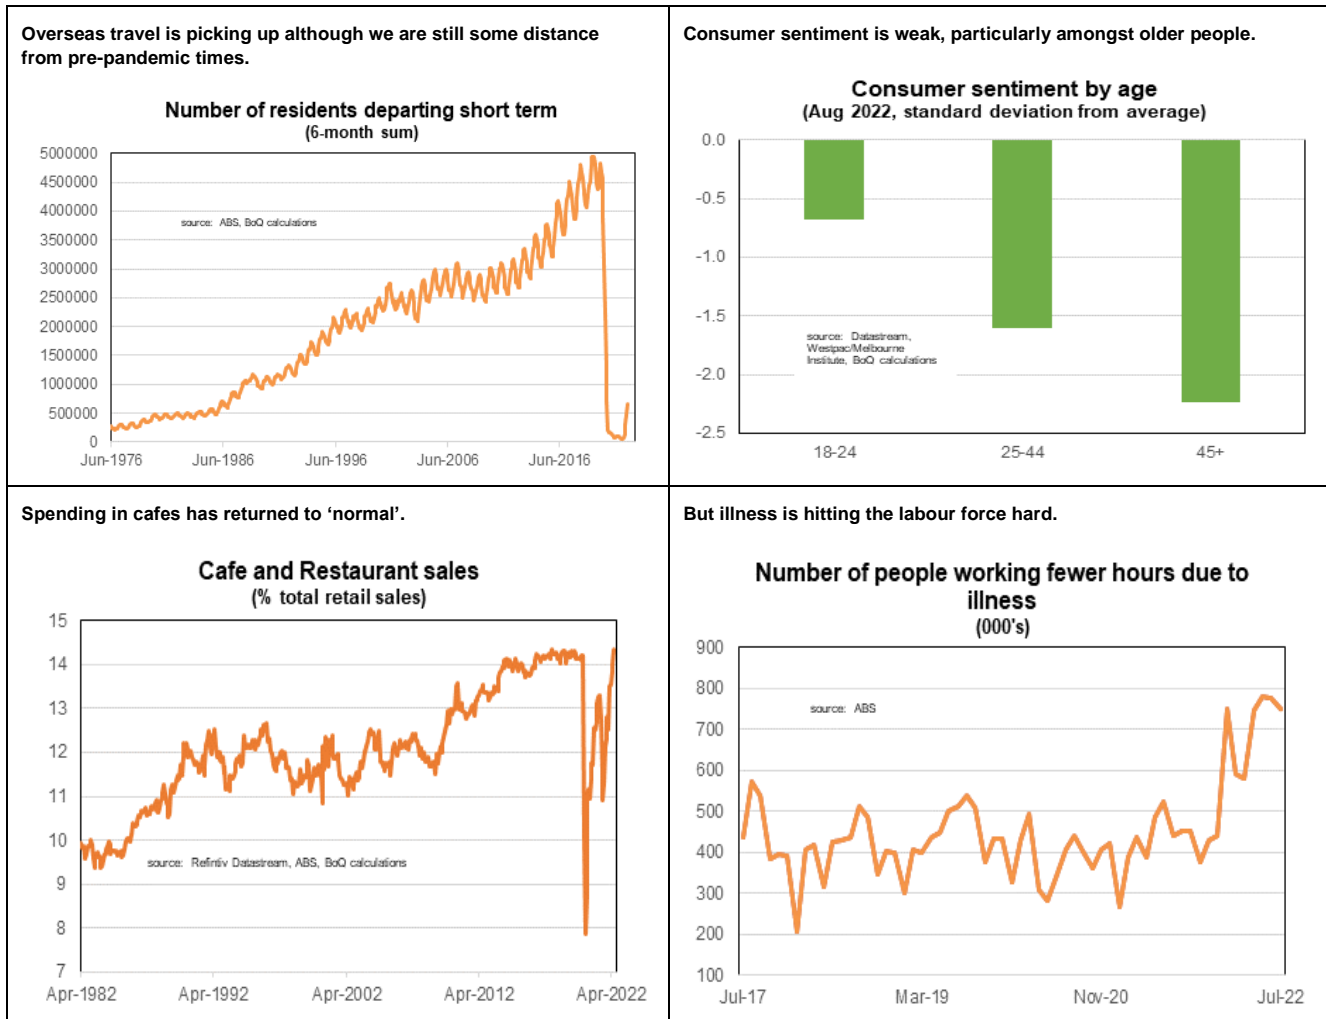 Overseas travel is picking up although we are still some distance
from pre-pandemic times.
Number of residents departing short term
(6-month sum)
5000000
4500000
4000000
3500000
3000000
2500000
2000000
1500000
1000000
500000
0
source: ABS, BoQ calculations
Jun-1976
Jun-1986
Jun-1996
Jun-2006
Jun-2016
Consumer sentiment is weak, particularly amongst older people.
Consumer sentiment by age
(Aug 2022, standard deviation from average)
0.0
-0.5
-1.0
-1.5
-2.0
-2.5
source: Datastream,
Westpac/Melbourne
Institute, BoQ calculations
18-24
25-44
45+
Spending in cafes has returned to ‘normal’.
Cafe and Restaurant sales
(% total retail sales)
15
14
13
12
11
10
9
8
7
source: Refintiv Datastream, ABS, BoQ calculations
Apr-1982
Apr-1992
Apr-2002
Apr-2012
Apr-2022
But illness is hitting the labour force hard.
Number of people working fewer hours due to
illness
(000's)
900
800
700
600
500
400
300
200
100
source: ABS
Jul-17
Mar-19
Nov-20
Jul-22